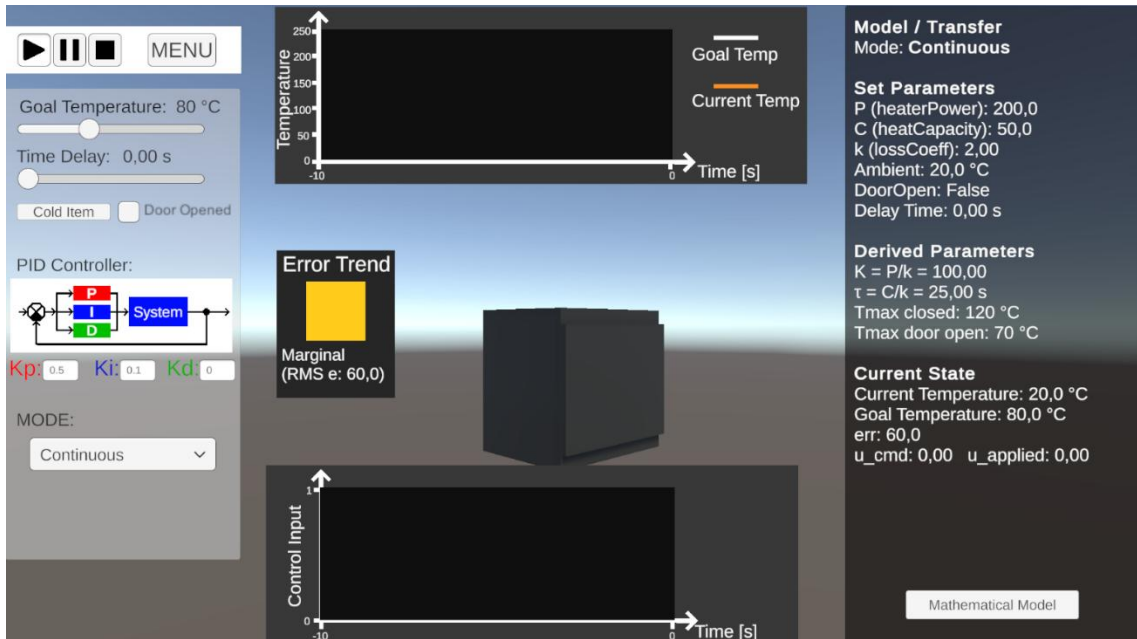 MENU
Goal Temperature: 80 °C
Time Delay: 0,00 s
Cold Item
Door Opened
PID Controller:
P
I
D
System
Kp: 0.5 Ki: 0.1 Kd: 0
MODE:
Continuous
Temperature
250
200
150
100
50
0
-10
0
Time [s]
Goal Temp
Current Temp
Error Trend
Marginal
(RMS e: 60,0)
Control Input
1
0
-10
0
Time [s]
Model / Transfer
Mode: Continuous
Set Parameters
P (heaterPower): 200,0
C (heatCapacity): 50,0
k (lossCoeff): 2,00
Ambient: 20,0 °C
DoorOpen: False
Delay Time: 0,00 s
Derived Parameters
K = P/k = 100,00
τ = C/k = 25,00 s
Tmax closed: 120 °C
Tmax door open: 70 °C
Current State
Current Temperature: 20,0 °C
Goal Temperature: 80,0 °C
err: 60,0
u_cmd: 0,00 u_applied: 0,00
Mathematical Model